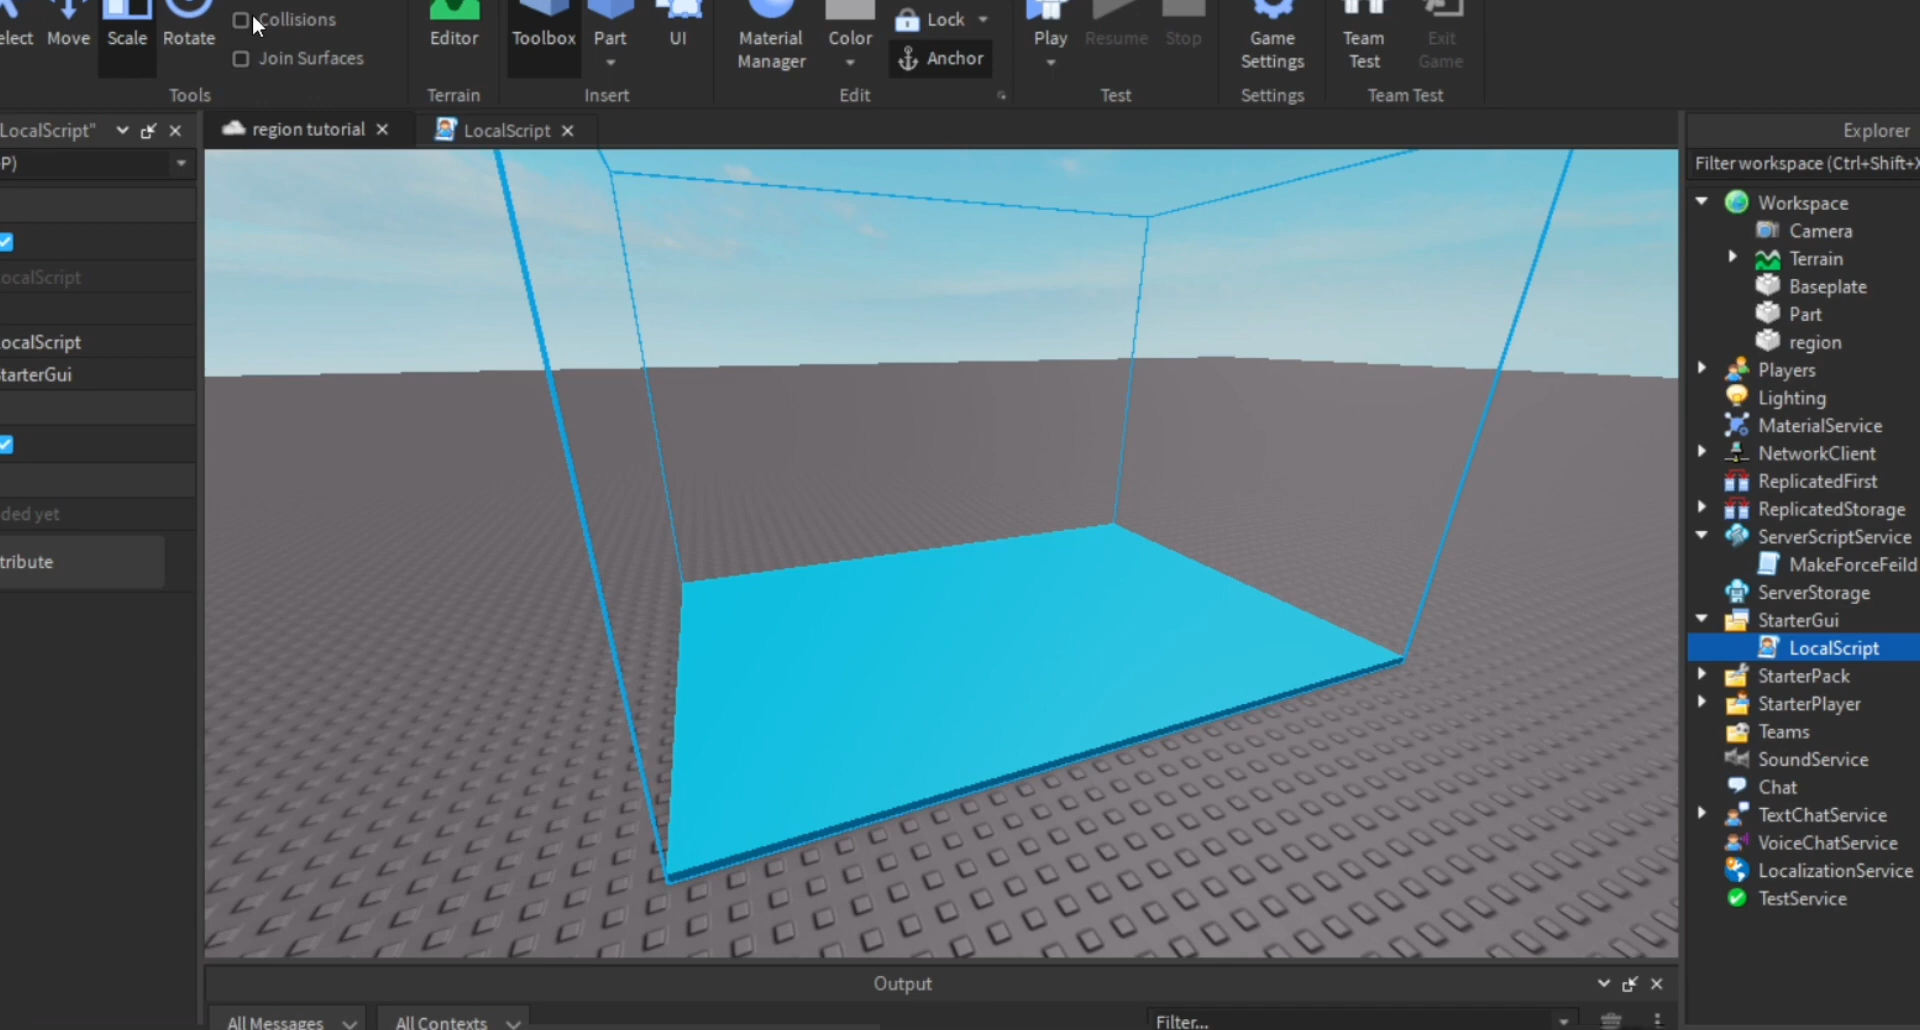 elect Move Scale Rotate
Collisions
Join Surfaces
Tools
Editor
Terrain
Toolbox Part UI
Insert
Material Manager
Color
Lock
Anchor
Edit
Play Resume Stop
Test
Game Settings
Settings
Team Test
Exit Game
Team Test
LocalScript"
region tutorial
LocalScript
Explorer
P)
Filter workspace (Ctrl+Shift+X
ocalScript
ocalScript
tarterGui
ded yet
tribute
Workspace
Camera
Terrain
Baseplate
Part
region
Players
Lighting
MaterialService
NetworkClient
ReplicatedFirst
ReplicatedStorage
ServerScriptService
MakeForceFeild
ServerStorage
StarterGui
LocalScript
StarterPack
StarterPlayer
Teams
SoundService
Chat
TextChatService
VoiceChatService
LocalizationService
TestService
Output
All Messages All Contexts Filter...